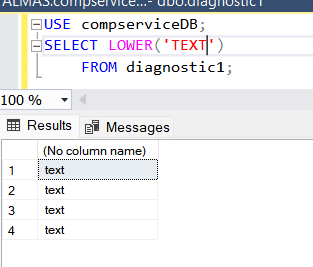 ALMAS.compservice...- dbo.diagnostic1
USE compserviceDB;
SELECT LOWER('TEXT')
FROM diagnostic1;
100 %
Results Messages
(No column name)
1 text
2 text
3 text
4 text